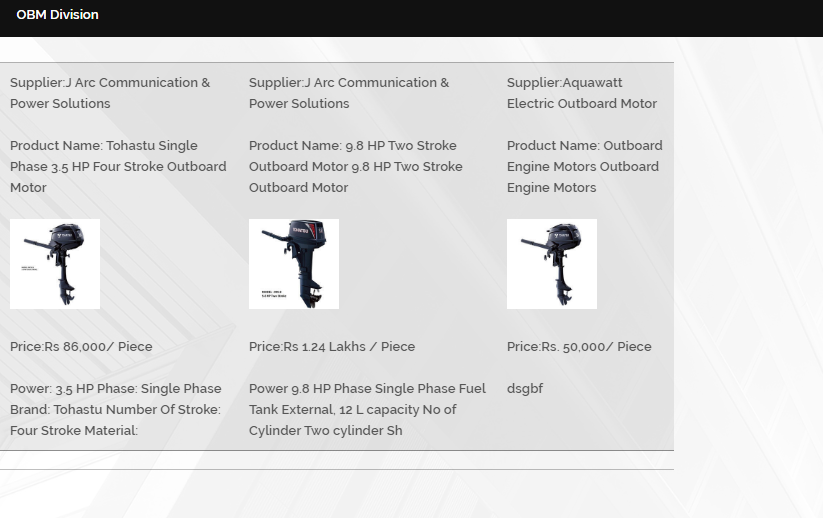 OBM Division
Supplier:J Arc Communication &
Power Solutions
Product Name: Tohastu Single
Phase 3.5 HP Four Stroke Outboard
Motor
Price:Rs 86,000/ Piece
Power: 3.5 HP Phase: Single Phase
Brand: Tohastu Number Of Stroke:
Four Stroke Material:
Supplier:J Arc Communication &
Power Solutions
Product Name: 9.8 HP Two Stroke
Outboard Motor 9.8 HP Two Stroke
Outboard Motor
Price:Rs 1.24 Lakhs / Piece
Power 9.8 HP Phase Single Phase Fuel
Tank External, 12 L capacity No of
Cylinder Two cylinder Sh
Supplier:Aquawatt
Electric Outboard Motor
Product Name: Outboard
Engine Motors Outboard
Engine Motors
Price:Rs. 50,000/ Piece
dsgbf